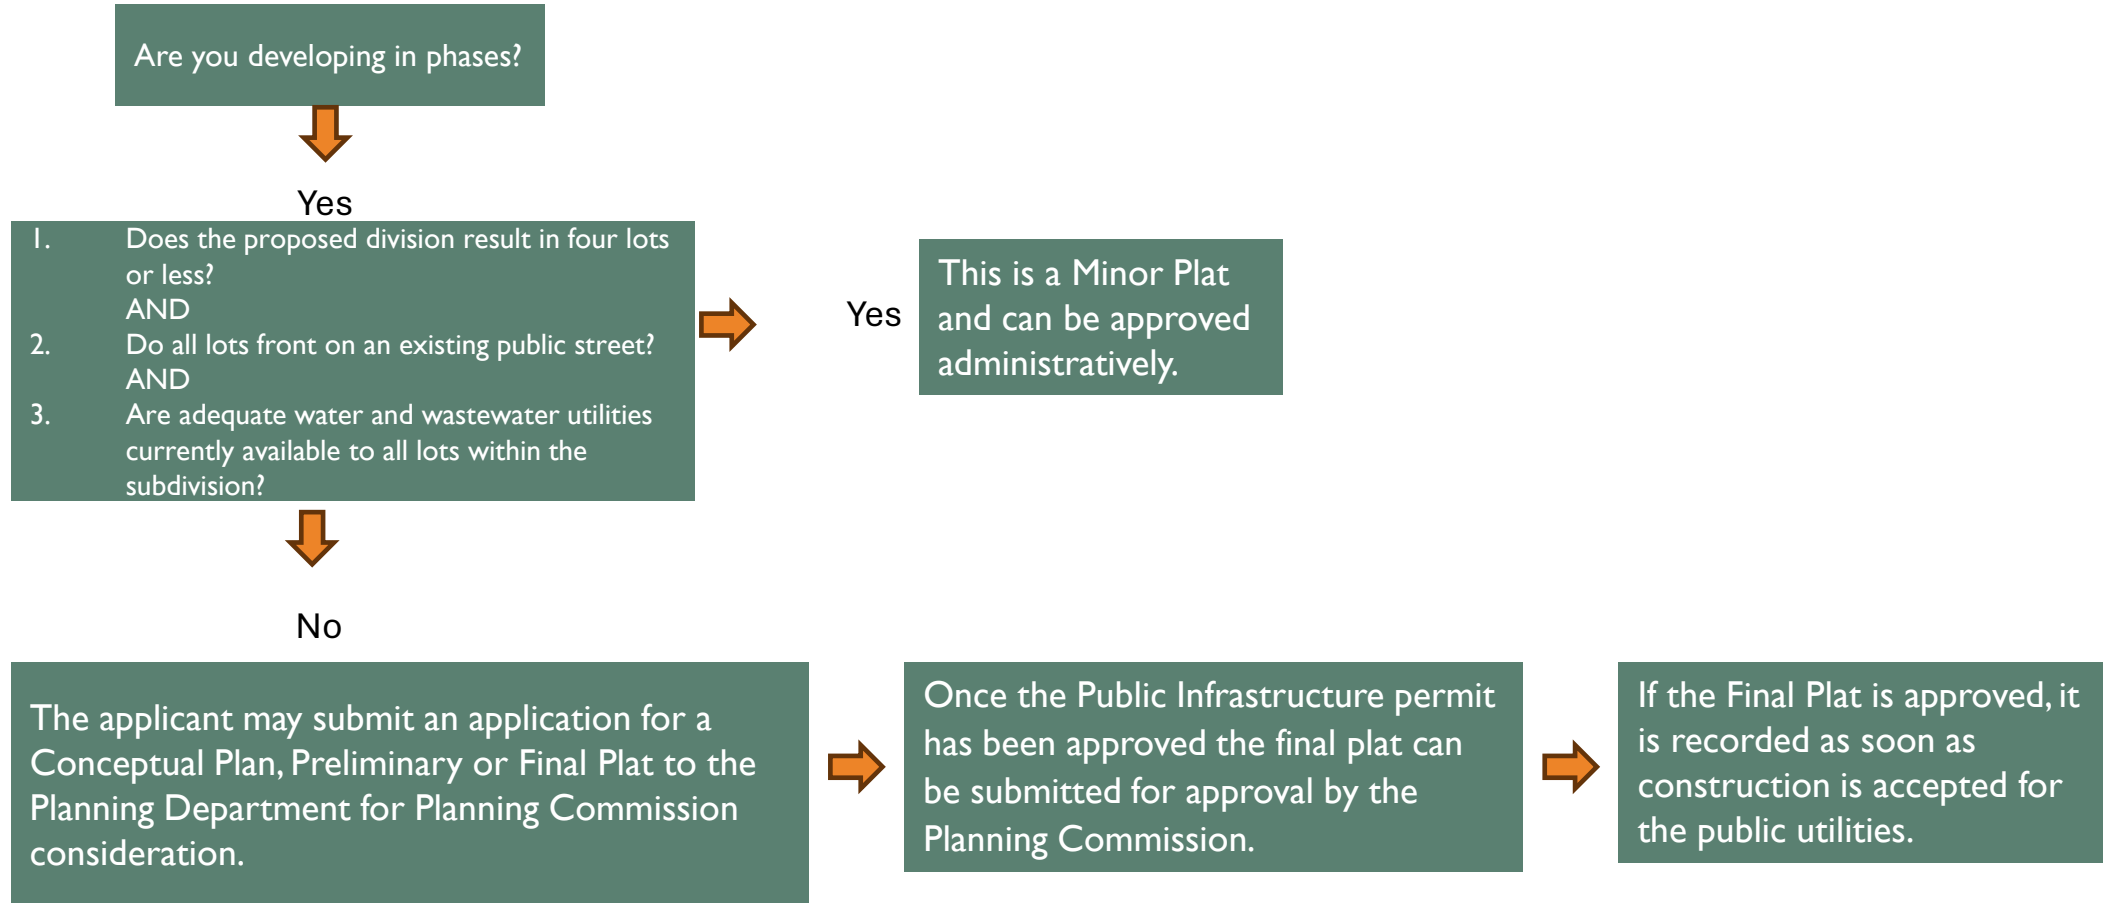 Are you developing in phases?
Yes
1. Does the proposed division result in four lots
or less?
AND
2. Do all lots front on an existing public street?
AND
3. Are adequate water and wastewater utilities
currently available to all lots within the
subdivision?
Yes
This is a Minor Plat
and can be approved
administratively.
No
The applicant may submit an application for a
Conceptual Plan, Preliminary or Final Plat to the
Planning Department for Planning Commission
consideration.
Once the Public Infrastructure permit
has been approved the final plat can
be submitted for approval by the
Planning Commission.
If the Final Plat is approved, it
is recorded as soon as
construction is accepted for
the public utilities.